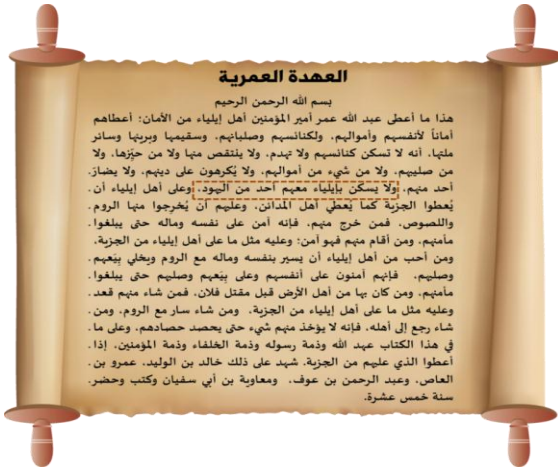 العهدة العمرية
بسم الله الرحمن الرحيم
هذا ما أعطى عبد الله عمر أمير المؤمنين أهل إيلياء من الأمان؛ أعطاهم
أماناً لأنفسهم وأموالهم، ولكنائسهم وصلبانهم، وسقيمها وبريئها وسائر
ملتها، أنه لا تسكن كنائسهم ولا تهدم، ولا ينتقص منها ولا من حيّزها، ولا
من صليبهم، ولا من شيء من أموالهم، ولا يُكرهون على دينهم، ولا يضارّ.
أحد منهم، ولا يسكن بإيلياء معهم أحد من اليهود. وعلى أهل إيلياء أن.
يُعطوا الجزية كما يُعطي أهل المدائن، وعليهم أن يُخرجوا منها الروم.
واللصوص، فمن خرج منهم، فإنه آمن على نفسه وماله حتى يبلغوا.
مأمنهم، ومن أقام منهم فهو آمن؛ وعليه مثل ما على أهل إيلياء من الجزية.
ومن أحب من أهل إيلياء أن يسير بنفسه وماله مع الروم ويخلي بِيَعهم.
وصلبهم، فإنهم آمنون على أنفسهم وعلى بِيَعهم وصلبهم حتى يبلغوا.
مأمنهم، ومن كان بها من أهل الأرض قبل مقتل فلان، فمن شاء منهم قعد.
وعليه مثل ما على أهل إيلياء من الجزية. ومن شاء سار مع الروم، ومن.
شاء رجع إلى أهله، فإنه لا يؤخذ منهم شيء حتى يحصد حصادهم، وعلى ما.
في هذا الكتاب عهد الله وذمة رسوله وذمة الخلفاء وذمة المؤمنين. إذا.
أعطوا الذي عليهم من الجزية. شهد على ذلك خالد بن الوليد، عمرو بن.
العاص، وعبد الرحمن بن عوف، ومعاوية بن أبي سفيان وكتب وحضر.
سنة خمس عشرة.